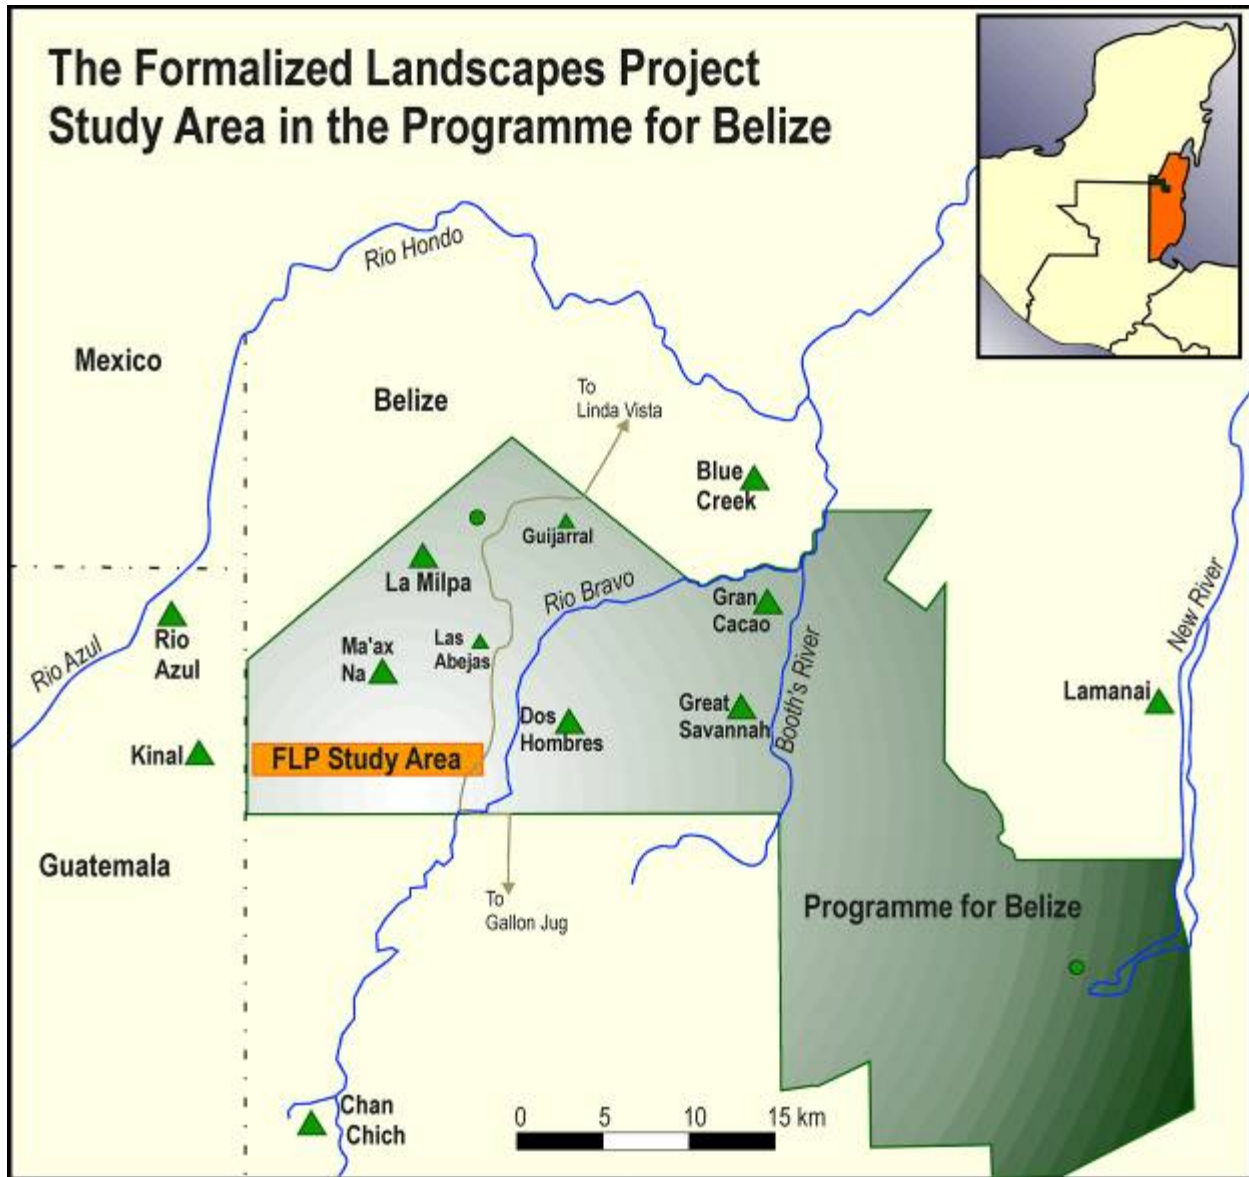 The Formalized Landscapes Project
Study Area in the Programme for Belize
Rio Hondo
Mexico
Belize
To
Linda Vista
Blue
Creek
Guijarral
La Milpa
Rio Bravo
Gran
Cacao
New River
Rio Azul
Rio
Azul
Ma'ax
Na
Las
Abejas
Booth's River
Lamanai
Kinal
Dos
Hombres
Great
Savannah
FLP Study Area
Guatemala
To
Gallon Jug
Programme for Belize
Chan
Chich
0 5 10 15 km